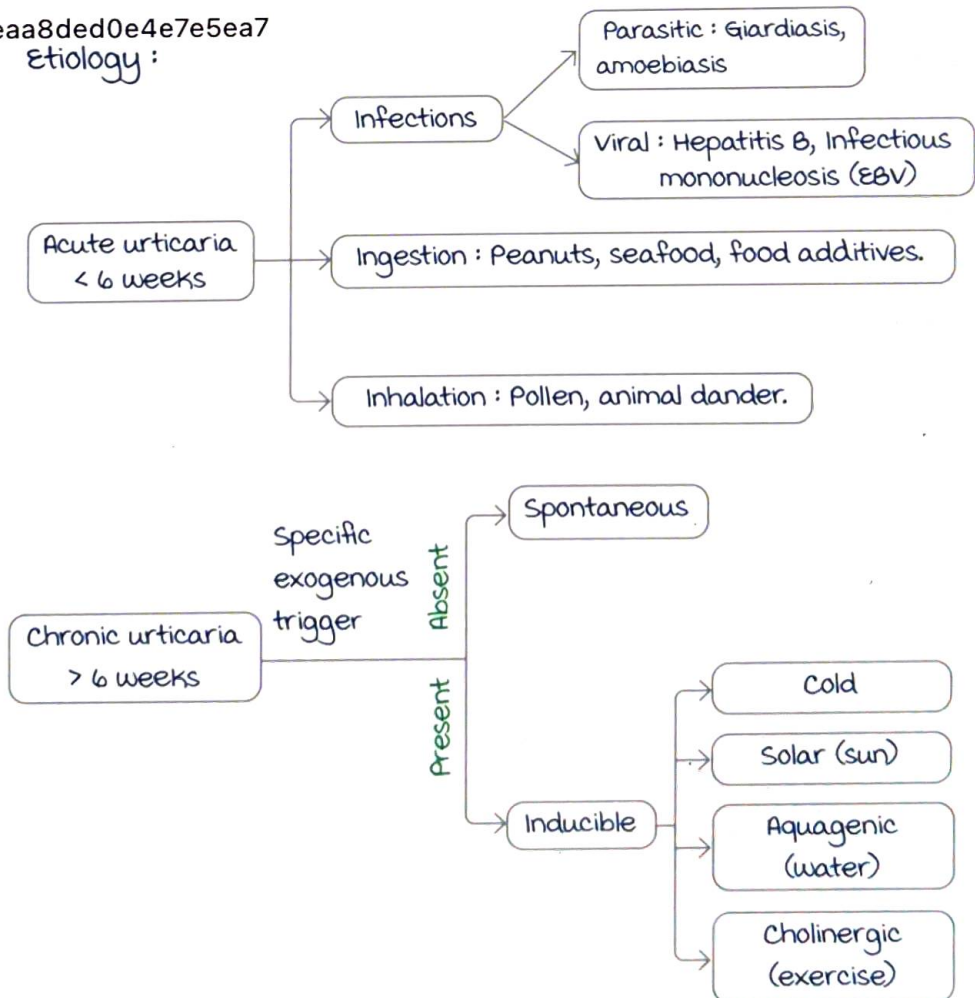 eaa8ded0e4e7e5ea7
Etiology :
Parasitic : Giardiasis,
amoebiasis
Infections
Viral : Hepatitis B, Infectious
mononucleosis (EBV)
Acute urticaria
< 6 weeks
Ingestion : Peanuts, seafood, food additives.
Inhalation : Pollen, animal dander.
Spontaneous
Specific
exogenous
trigger
Absent
Chronic urticaria
> 6 weeks
Present
Cold
Solar (sun)
Inducible
Aquagenic
(water)
Cholinergic
(exercise)